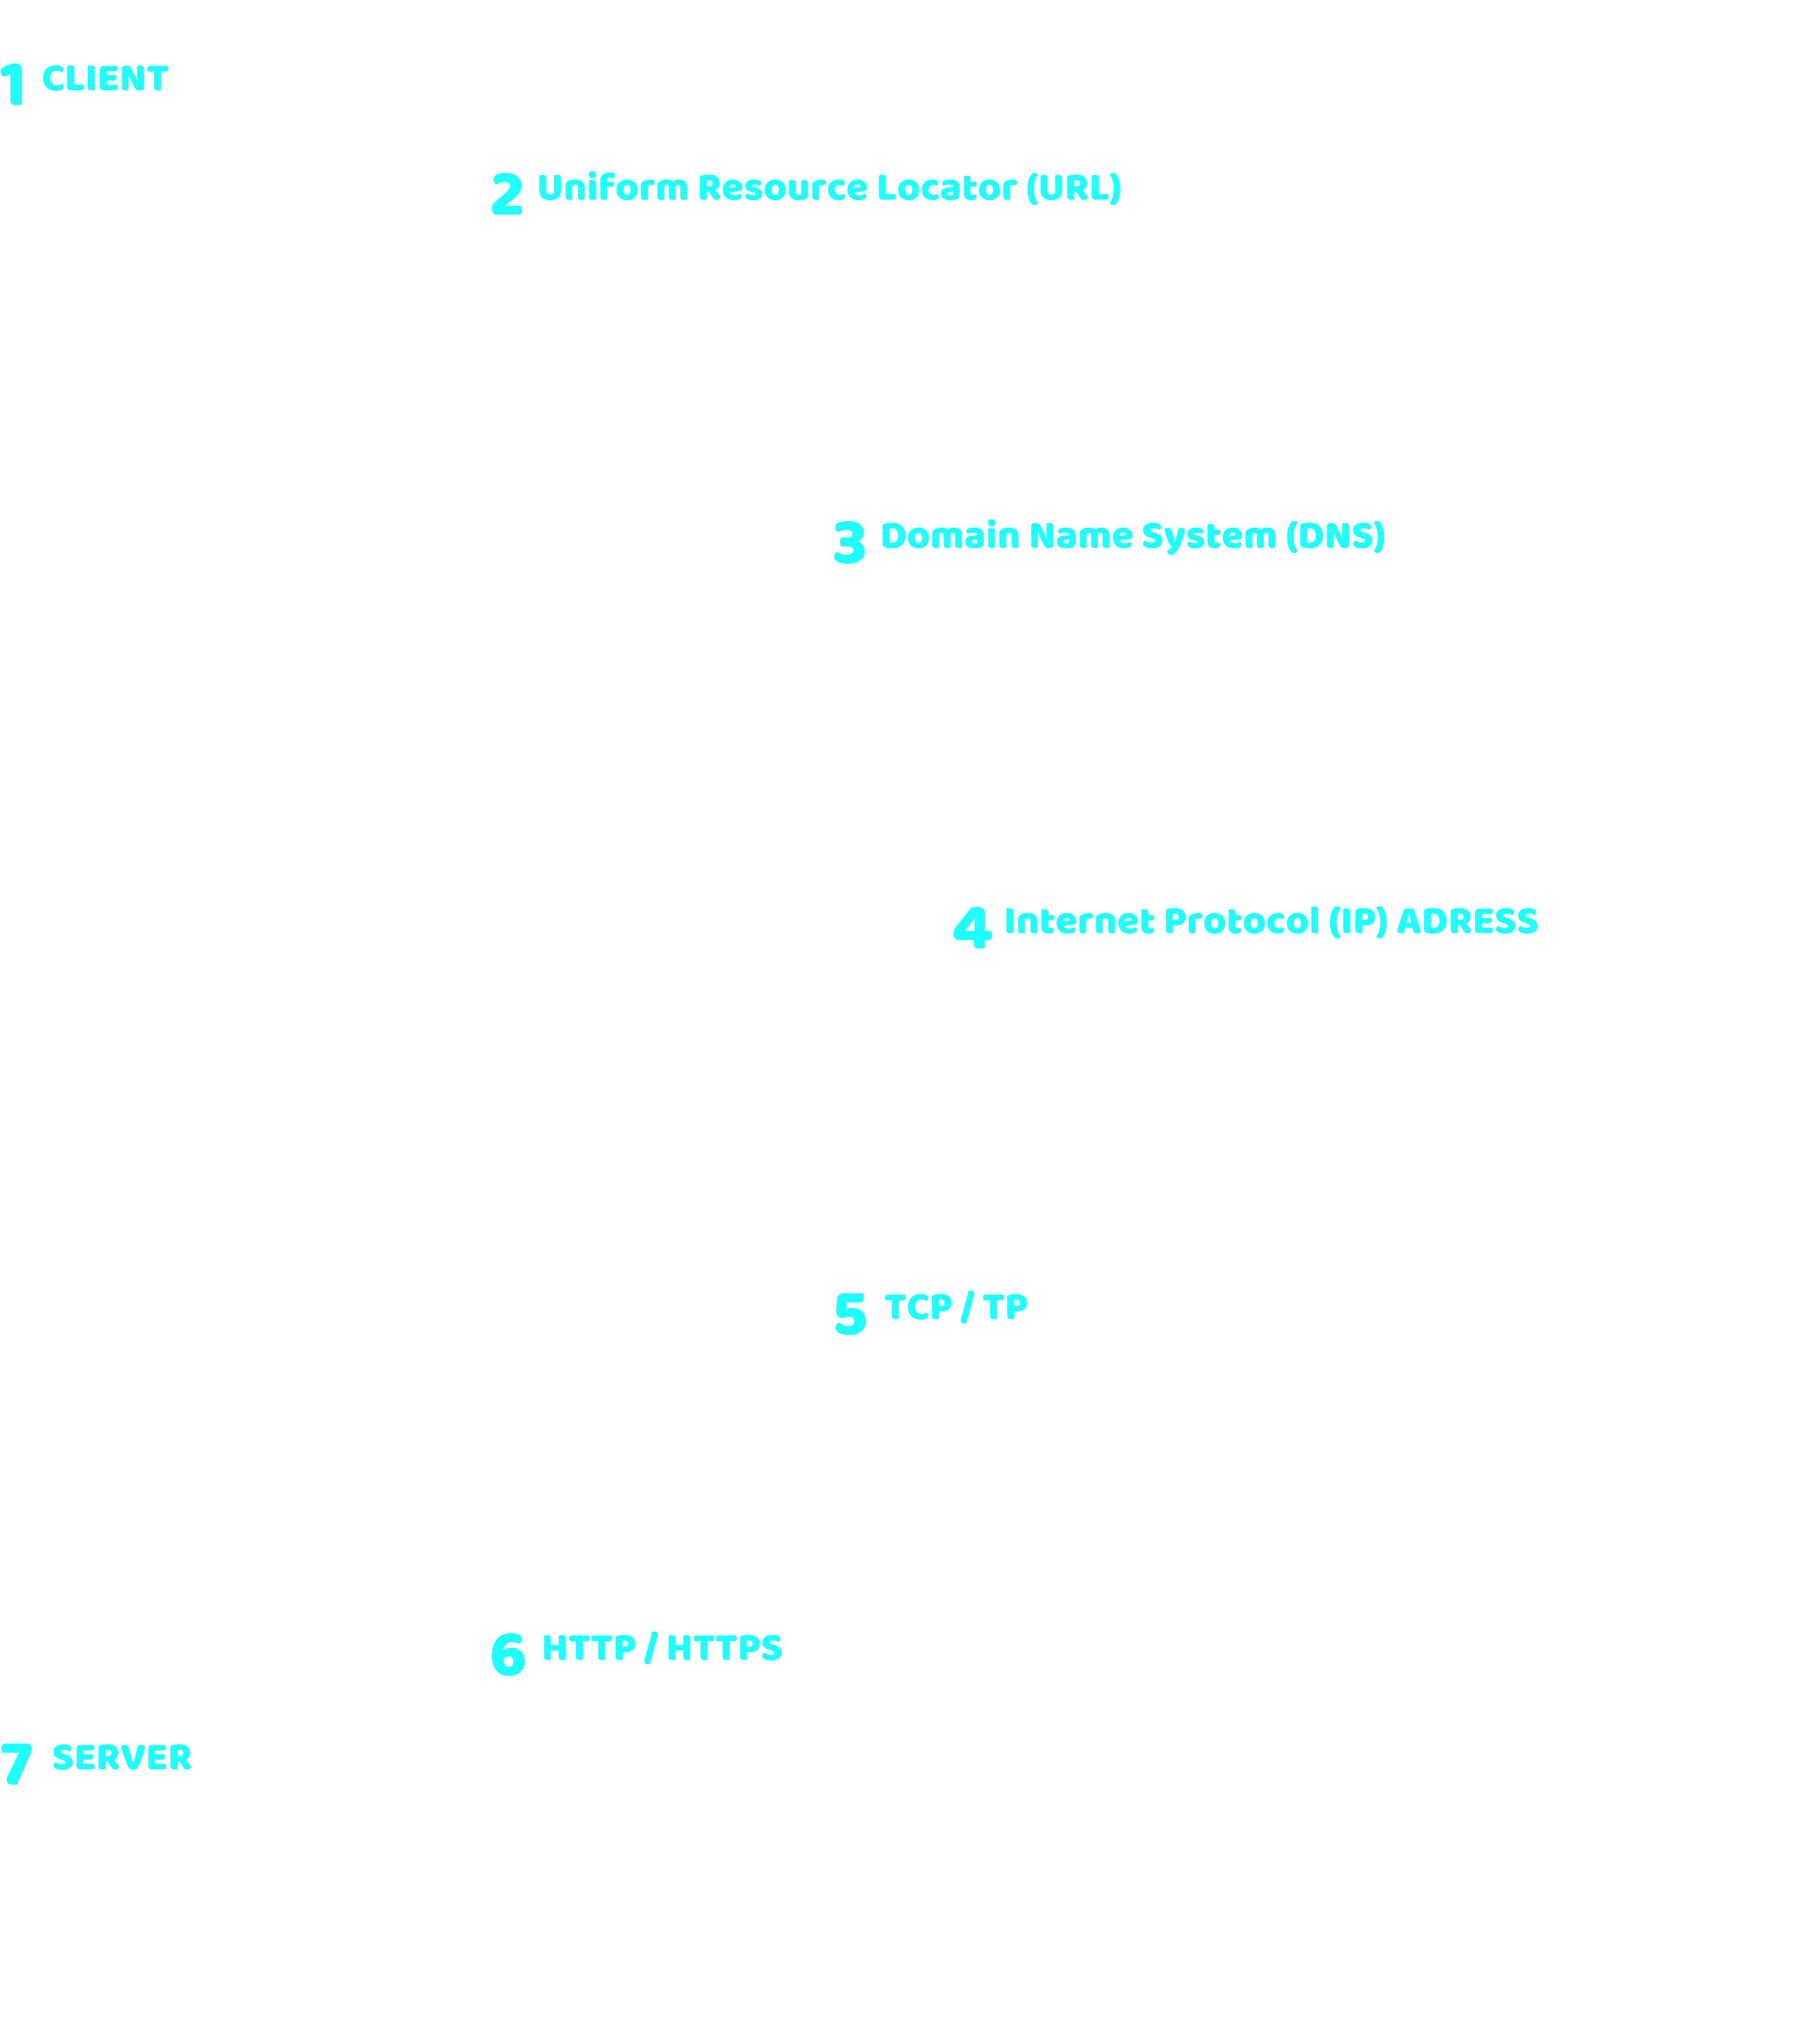 1 CLIENT
2 Uniform Resource Locator (URL)
3 Domain Name System (DNS)
4 Internet Protocol (IP) ADRESS
5 TCP / TP
6 HTTP / HTTPS
7 SERVER